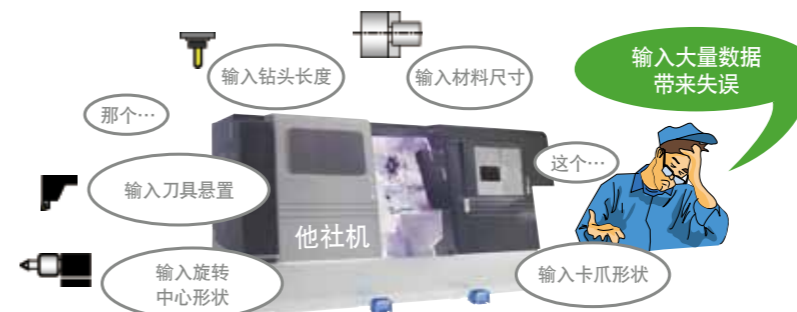 输入钻头长度
输入材料尺寸
输入大量数据
带来失误
那个…
这个…
输入刀具悬置
他社机
输入旋转
中心形状
输入卡爪形状